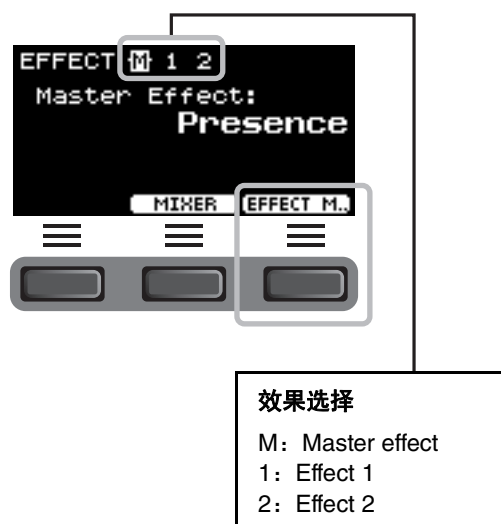 EFFECT M 1 2
Master Effect:
Presence
MIXER EFFECT M..
效果选择
M：Master effect
1：Effect 1
2：Effect 2